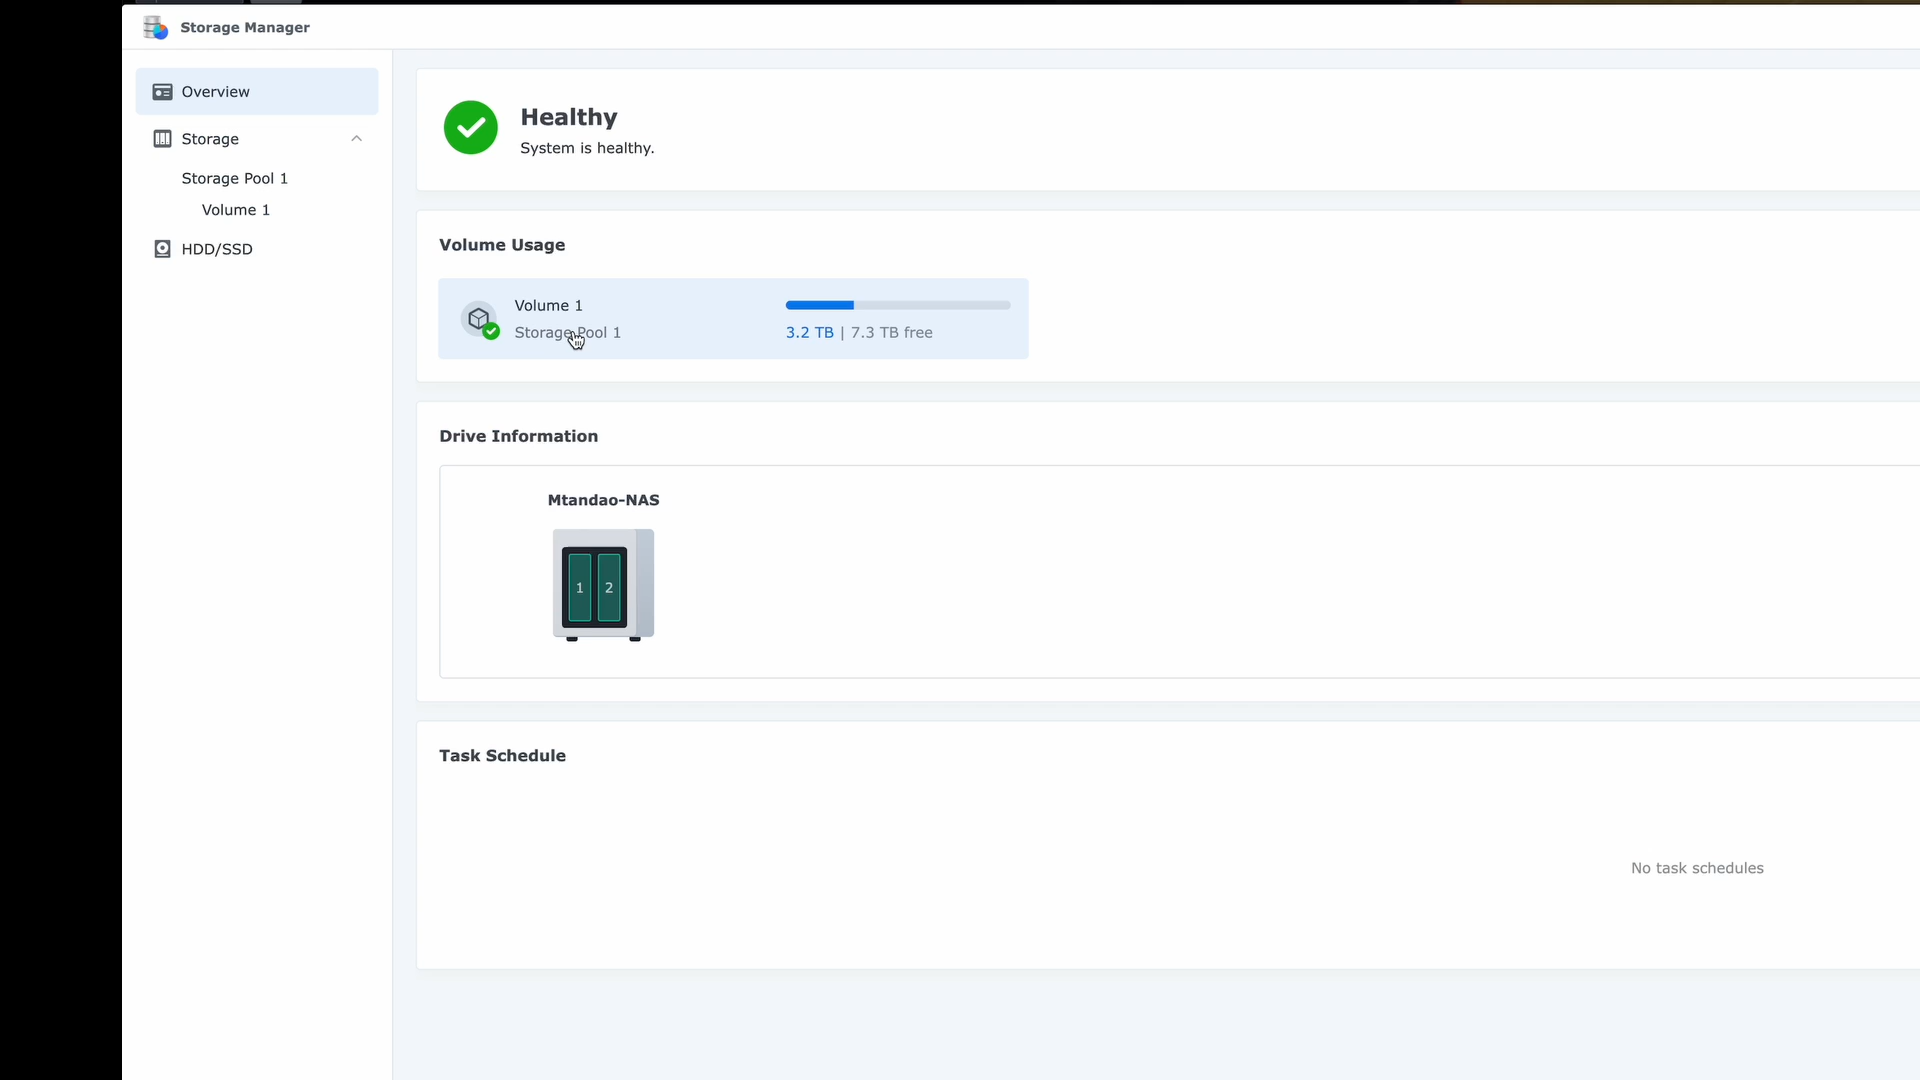 Storage Manager
Overview
Storage
Storage Pool 1
Volume 1
HDD/SSD
Healthy
System is healthy.
Volume Usage
Volume 1
Storage Pool 1
3.2 TB | 7.3 TB free
Drive Information
Mtandao-NAS
1 2
Task Schedule
No task schedules